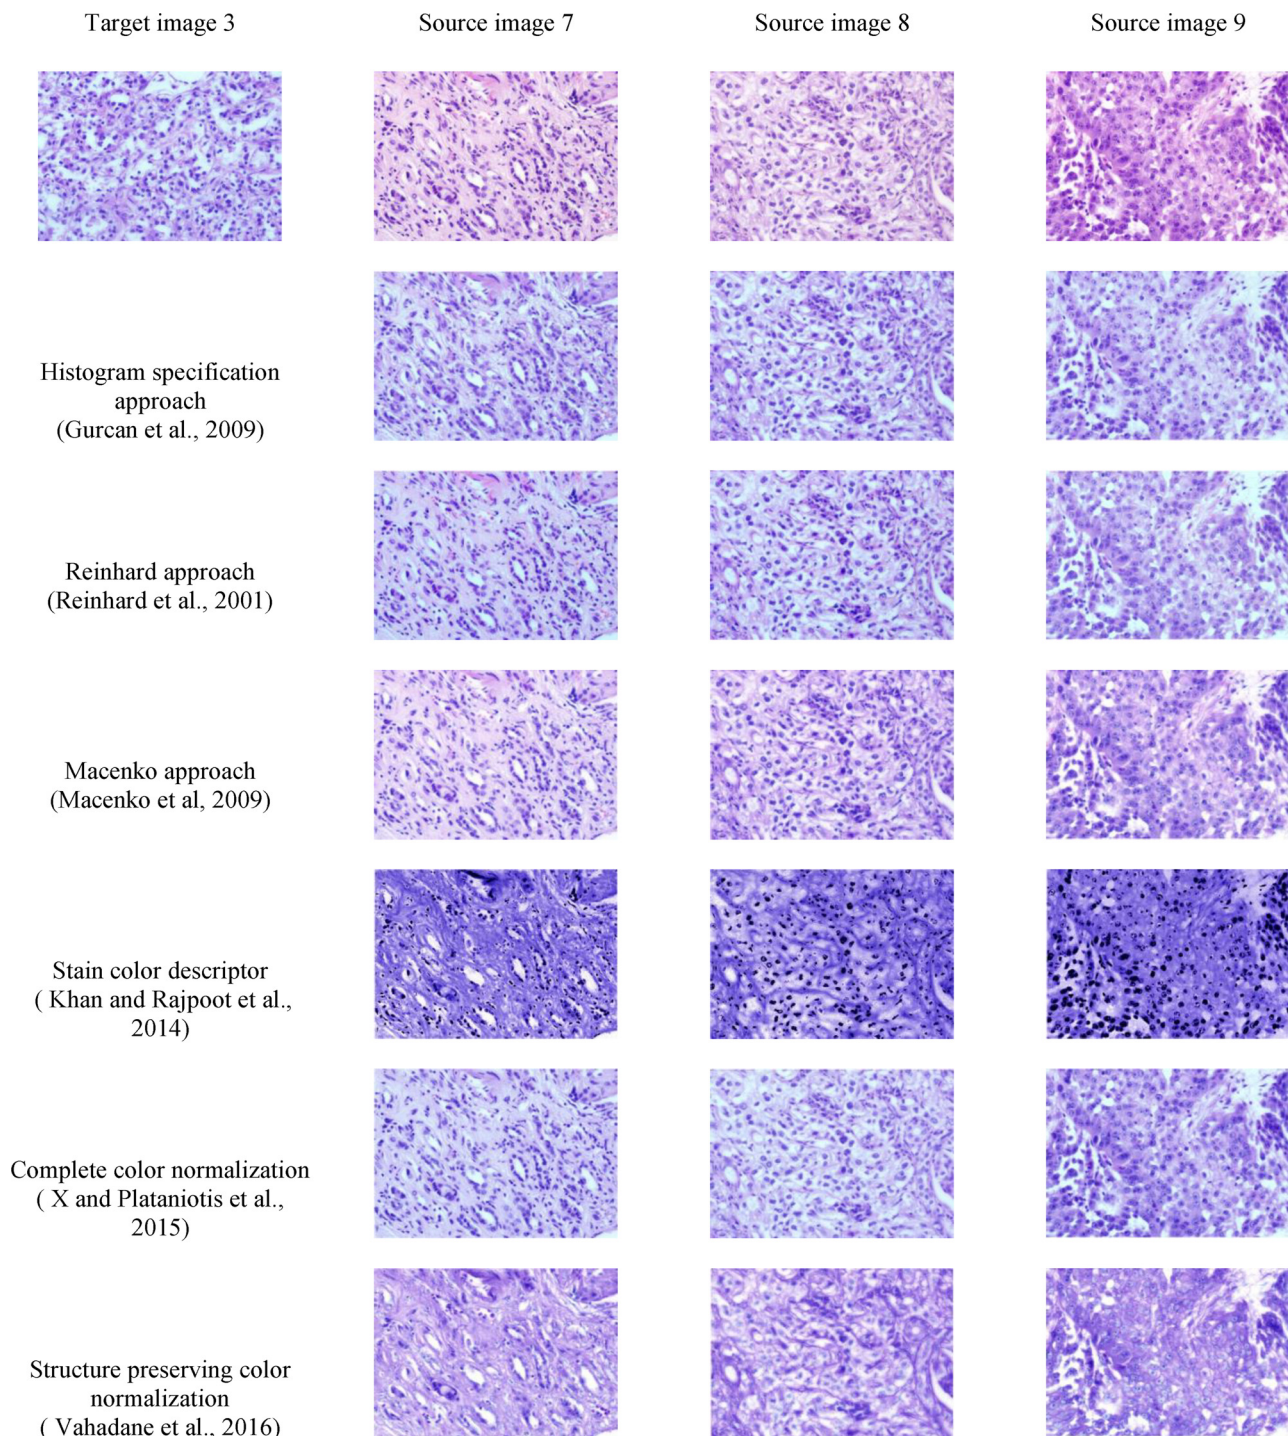 Target image 3
Source image 7
Source image 8
Source image 9
Histogram specification
approach
(Gurcan et al., 2009)
Reinhard approach
(Reinhard et al., 2001)
Macenko approach
(Macenko et al, 2009)
Stain color descriptor
( Khan and Rajpoot et al.,
2014)
Complete color normalization
( X and Plataniotis et al.,
2015)
Structure preserving color
normalization
( Vahadane et al., 2016)